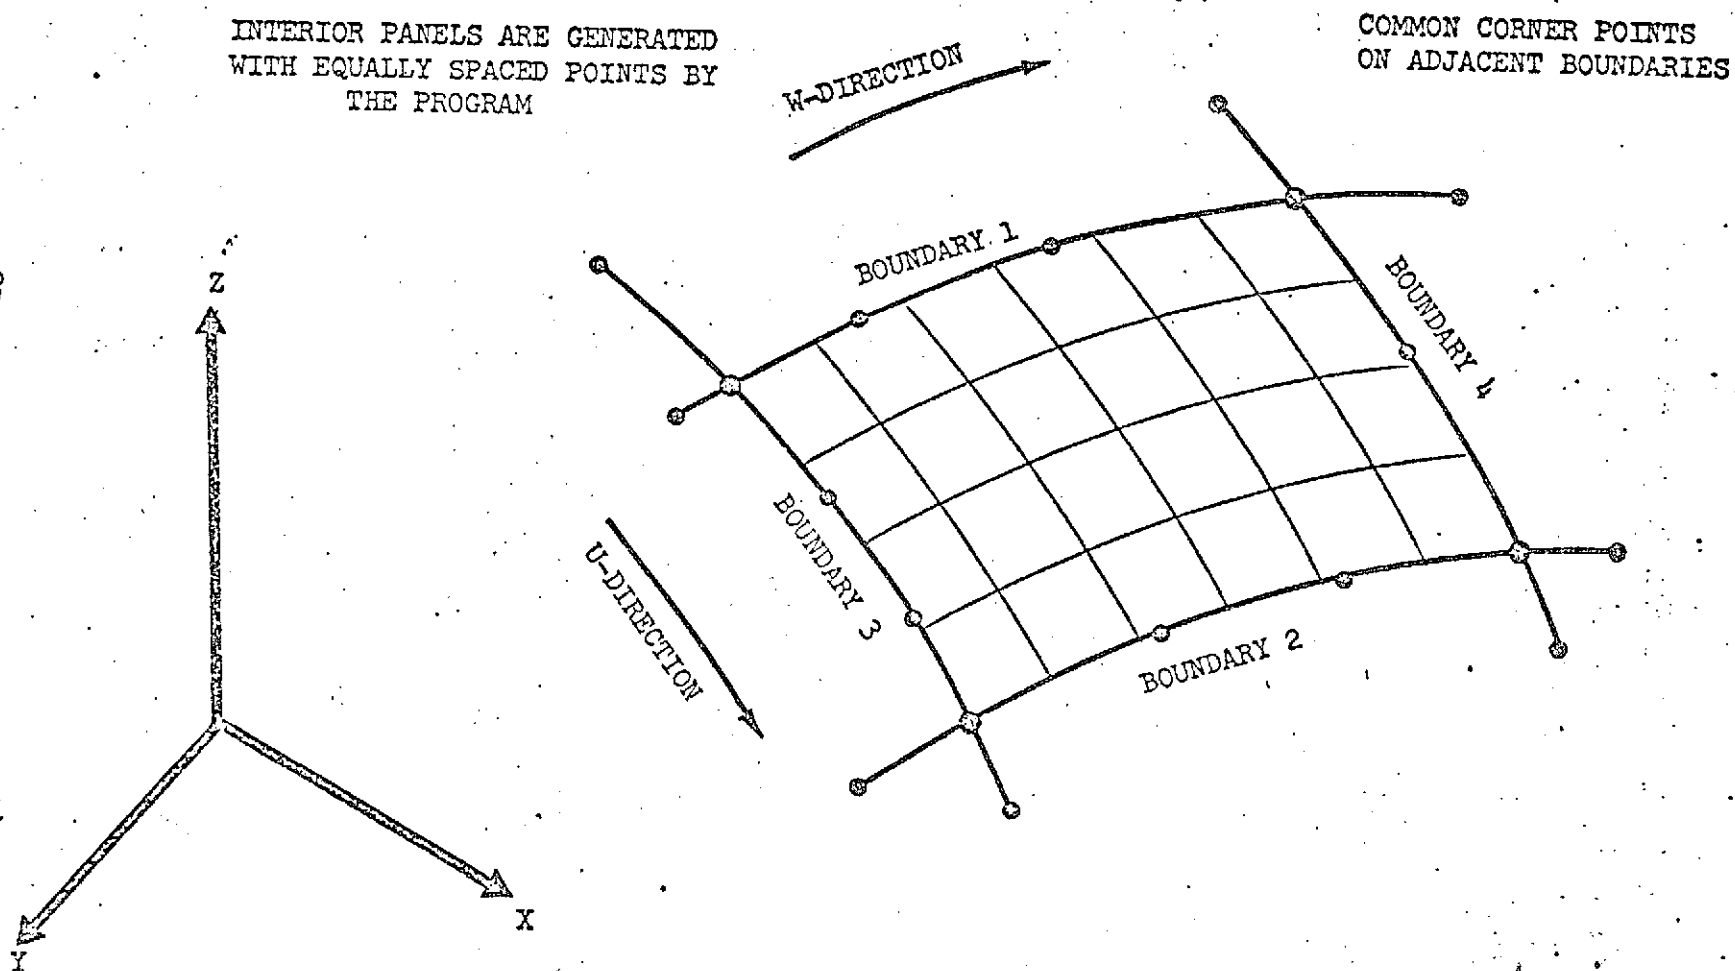 INTERIOR PANELS ARE GENERATED
WITH EQUALLY SPACED POINTS BY
THE PROGRAM
COMMON CORNER POINTS
ON ADJACENT BOUNDARIES
W-DIRECTION
BOUNDARY 1
BOUNDARY 4
Z
BOUNDARY 3
U-DIRECTION
BOUNDARY 2
X
Y